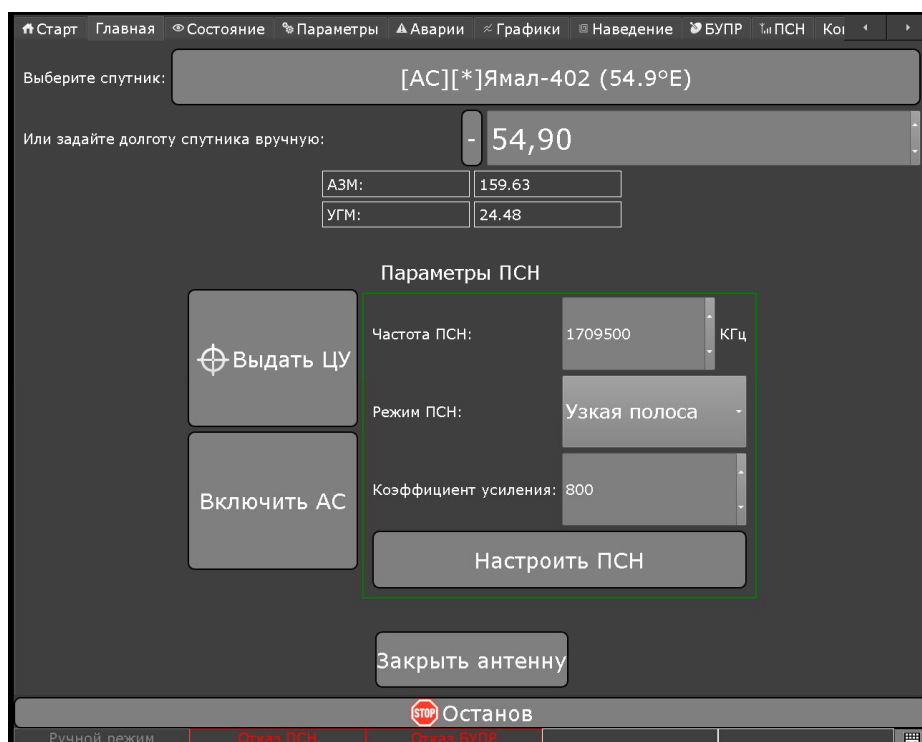 Старт Главная Состояние Параметры Аварии Графики Наведение БУПР ПСН
Выберите спутник: [АС][*]Ямал-402 (54.9°E)
Или задайте долготу спутника вручную: - 54,90
АЗМ: 159.63
УГМ: 24.48
Параметры ПСН
Выдать ЦУ
Частота ПСН: 1709500 КГц
Режим ПСН: Узкая полоса
Включить АС
Коэффициент усиления: 800
Настроить ПСН
Закрыть антенну
STOP Останов
Ручной режим Отказ ПСН Отказ БУПР